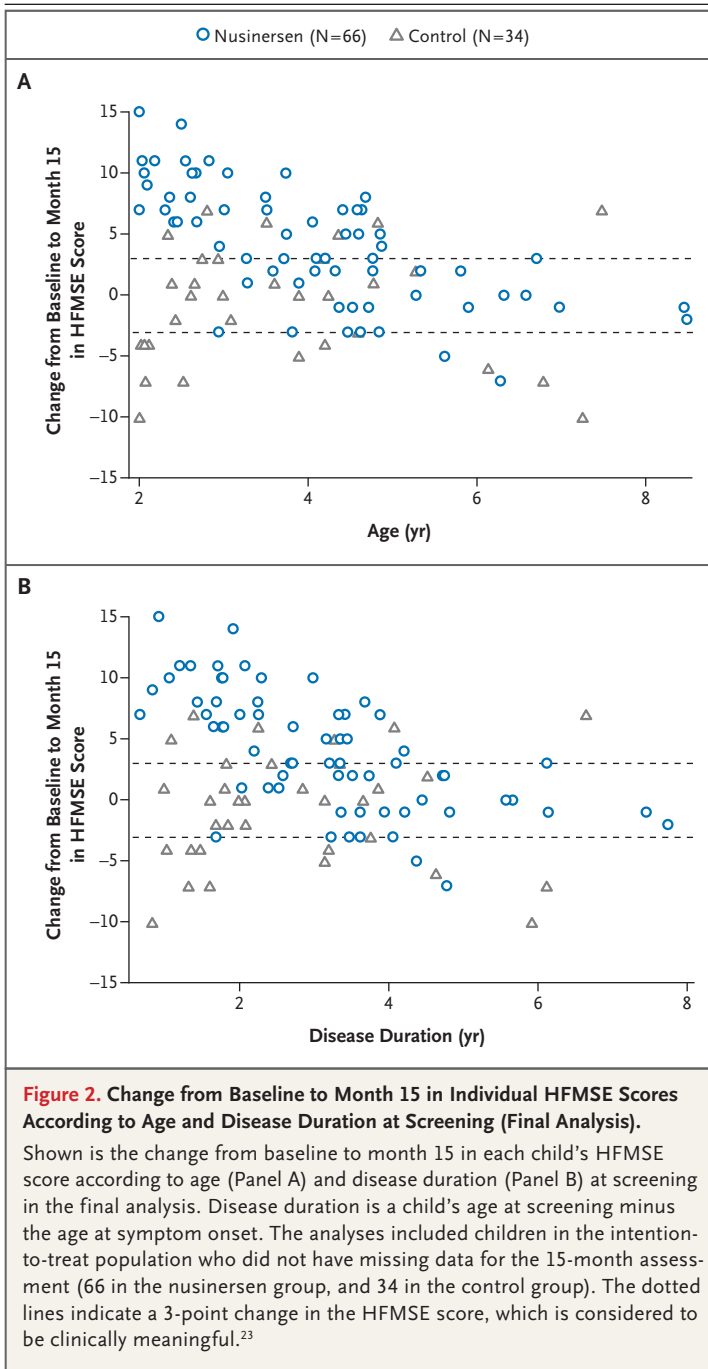 Nusinersen (N=66) Control (N=34)
A
Change from Baseline to Month 15
in HFMSE Score
15
10
5
0
−5
−10
−15
2 4 6 8
Age (yr)
B
Change from Baseline to Month 15
in HFMSE Score
15
10
5
0
−5
−10
−15
2 4 6 8
Disease Duration (yr)
Figure 2. Change from Baseline to Month 15 in Individual HFMSE Scores
According to Age and Disease Duration at Screening (Final Analysis).
Shown is the change from baseline to month 15 in each child's HFMSE
score according to age (Panel A) and disease duration (Panel B) at screening
in the final analysis. Disease duration is a child's age at screening minus
the age at symptom onset. The analyses included children in the intention-
to-treat population who did not have missing data for the 15-month assess-
ment (66 in the nusinersen group, and 34 in the control group). The dotted
lines indicate a 3-point change in the HFMSE score, which is considered to
be clinically meaningful.23